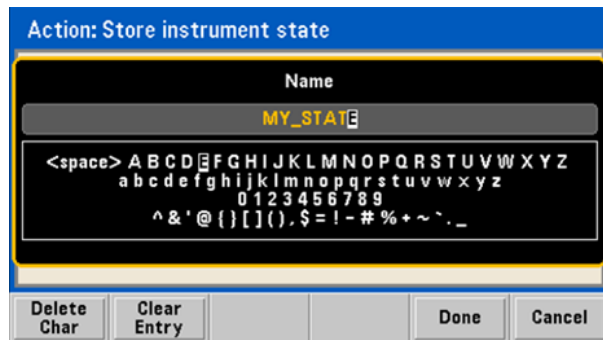 Action: Store instrument state
Name
MY_STATE
<space> A B C D E F G H I J K L M N O P Q R S T U V W X Y Z
a b c d e f g h i j k l m n o p q r s t u v w x y z
0 1 2 3 4 5 6 7 8 9
^ & ' @ { } [ ] ( ) , $ = ! - # % + ~ ` . _
Delete Char
Clear Entry
Done
Cancel